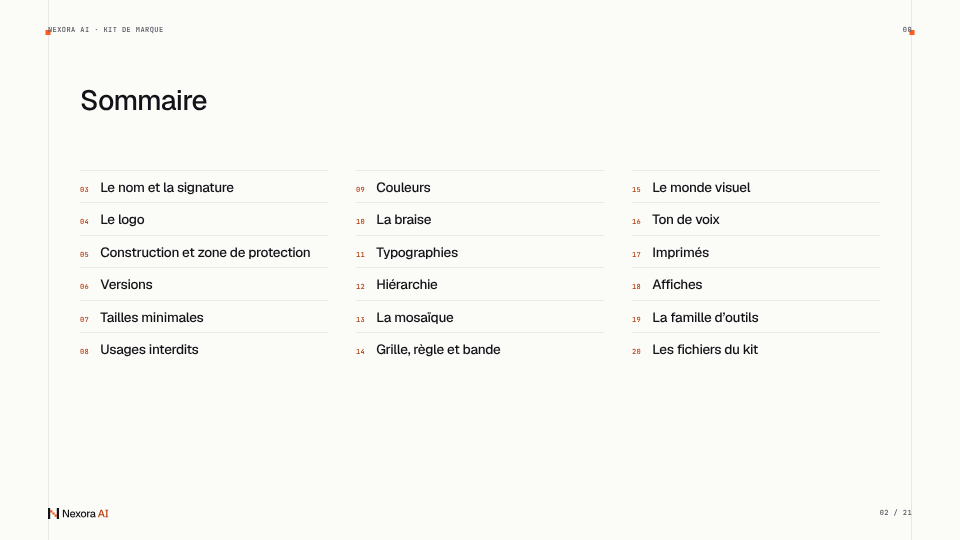 NEXORA AI · KIT DE MARQUE
00
Sommaire
03 Le nom et la signature
04 Le logo
05 Construction et zone de protection
06 Versions
07 Tailles minimales
08 Usages interdits
09 Couleurs
10 La braise
11 Typographies
12 Hiérarchie
13 La mosaïque
14 Grille, règle et bande
15 Le monde visuel
16 Ton de voix
17 Imprimés
18 Affiches
19 La famille d’outils
20 Les fichiers du kit
Nexora AI
02 / 21